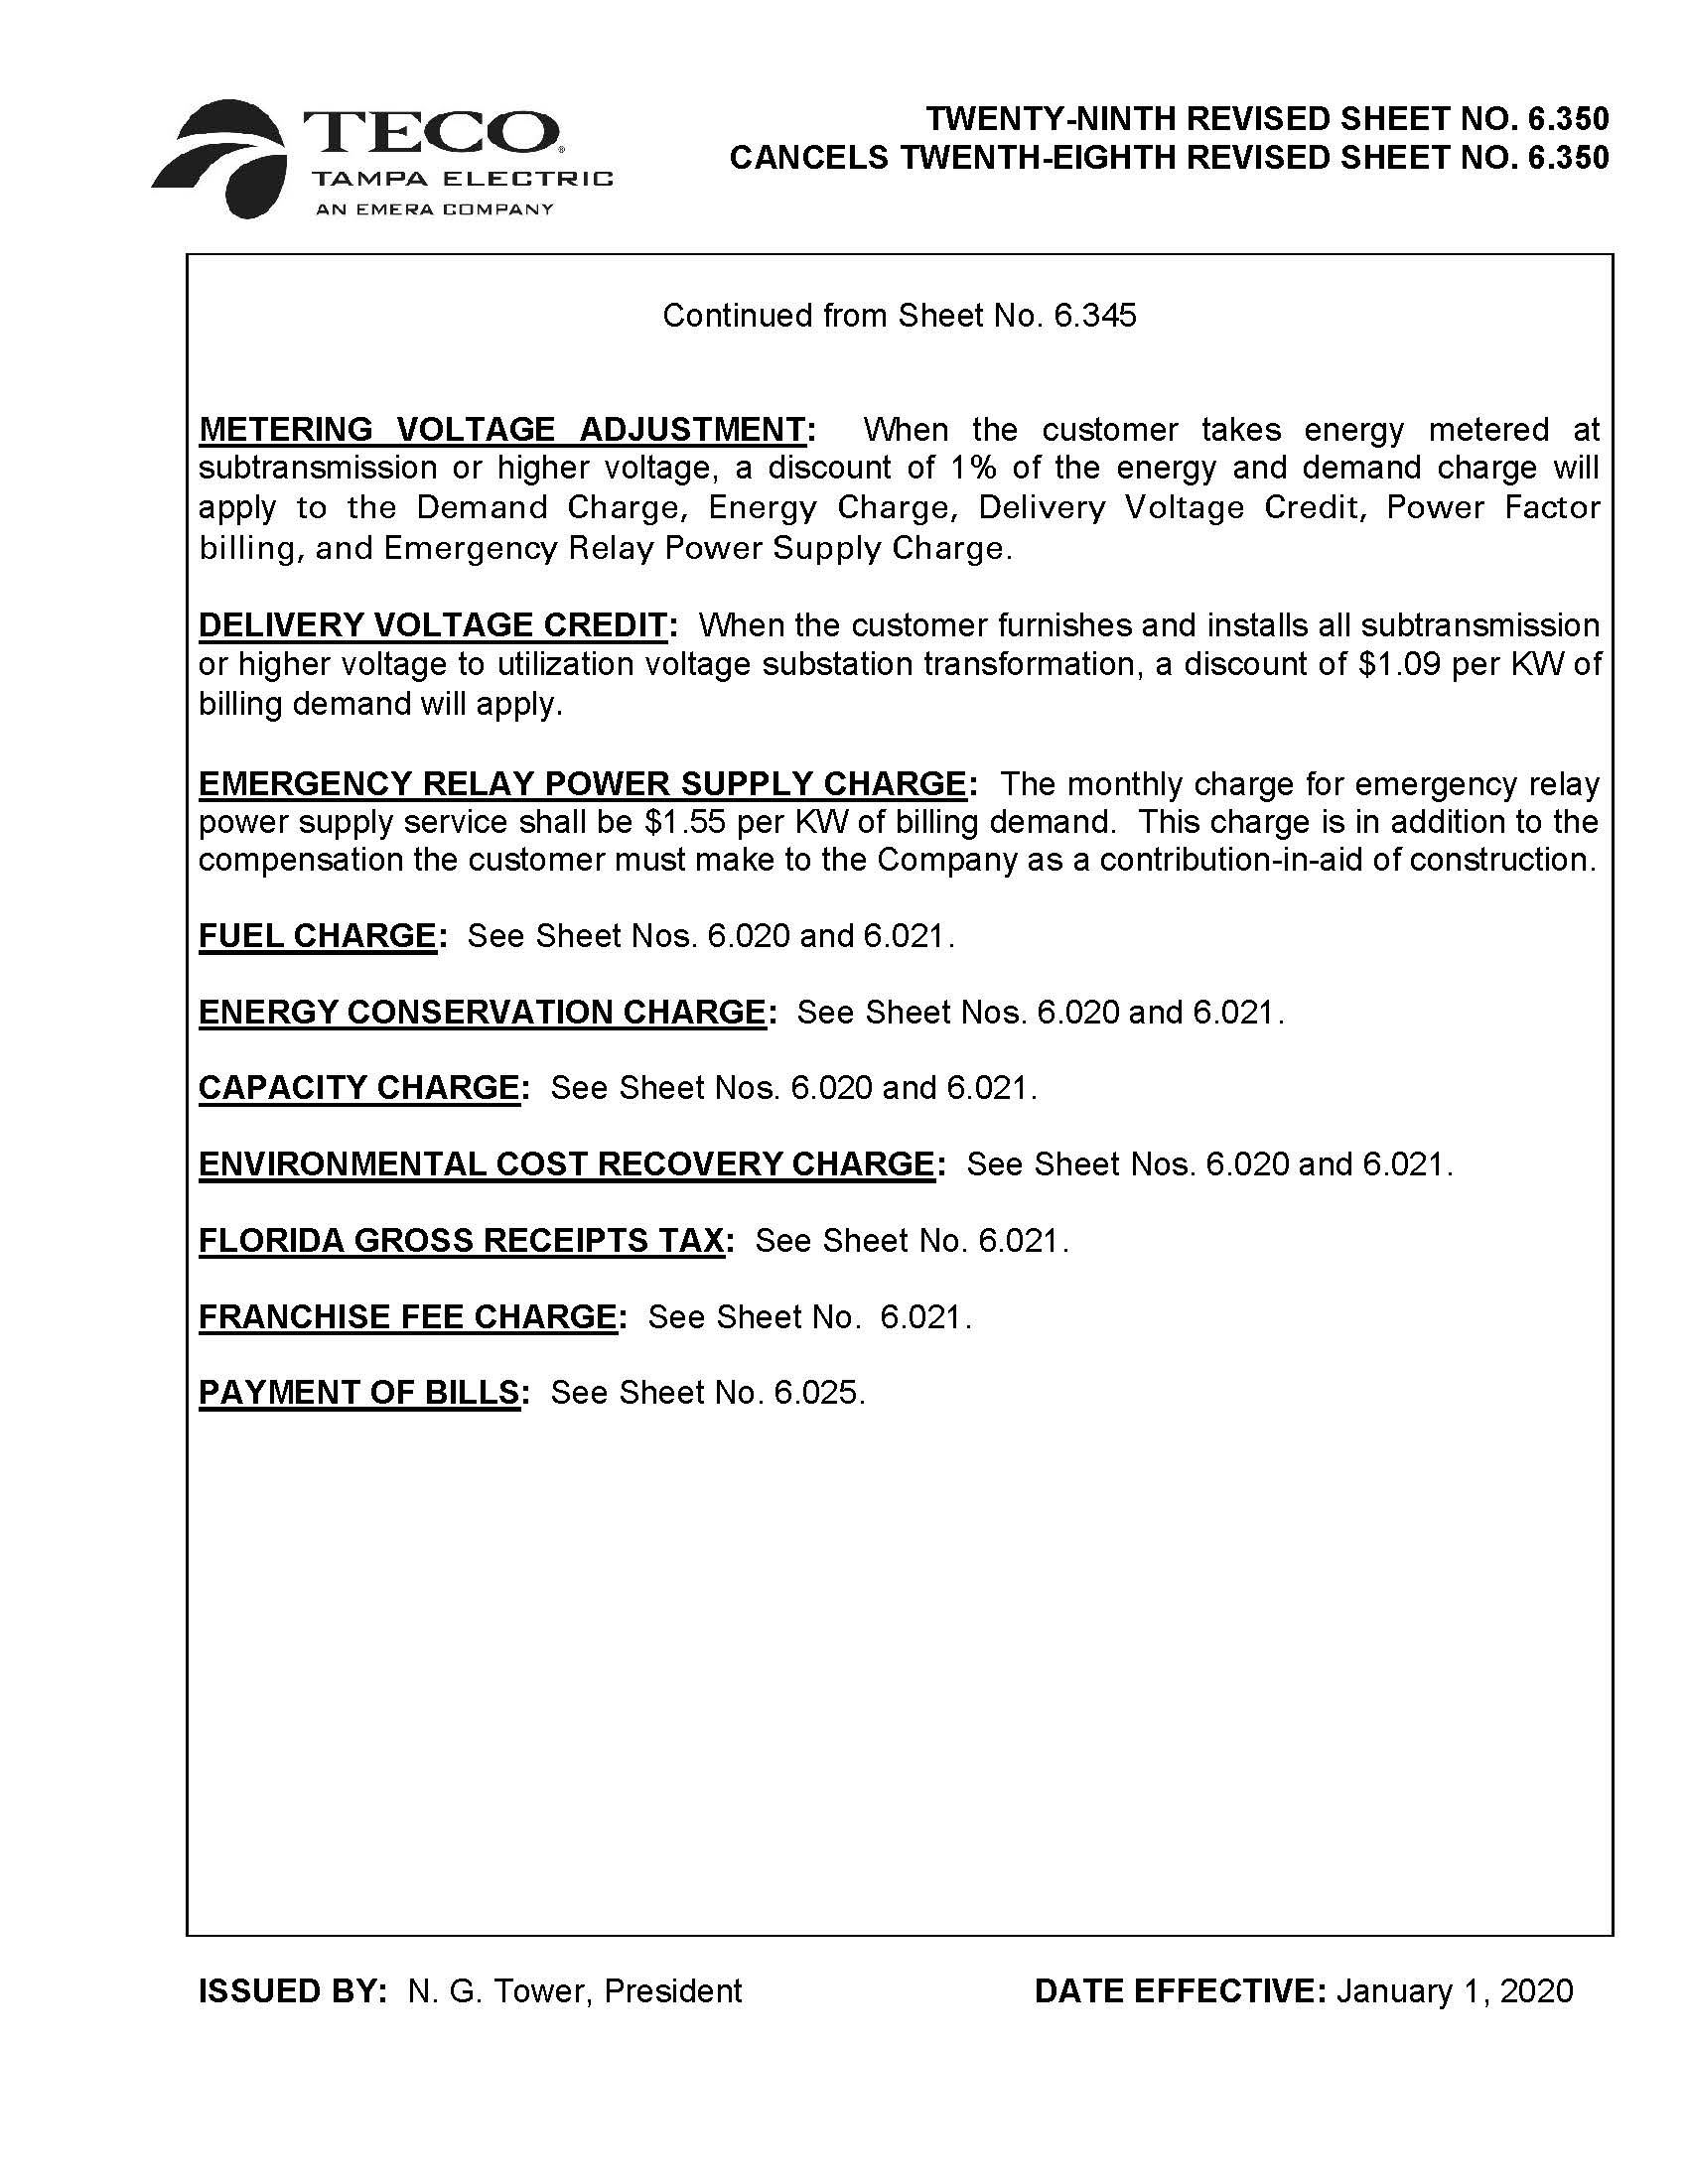 TECO®
TAMPA ELECTRIC
AN EMERA COMPANY
TWENTY-NINTH REVISED SHEET NO. 6.350
CANCELS TWENTH-EIGHTH REVISED SHEET NO. 6.350
Continued from Sheet No. 6.345
METERING VOLTAGE ADJUSTMENT: When the customer takes energy metered at
subtransmission or higher voltage, a discount of 1% of the energy and demand charge will
apply to the Demand Charge, Energy Charge, Delivery Voltage Credit, Power Factor
billing, and Emergency Relay Power Supply Charge.
DELIVERY VOLTAGE CREDIT: When the customer furnishes and installs all subtransmission
or higher voltage to utilization voltage substation transformation, a discount of $1.09 per KW of
billing demand will apply.
EMERGENCY RELAY POWER SUPPLY CHARGE: The monthly charge for emergency relay
power supply service shall be $1.55 per KW of billing demand. This charge is in addition to the
compensation the customer must make to the Company as a contribution-in-aid of construction.
FUEL CHARGE: See Sheet Nos. 6.020 and 6.021.
ENERGY CONSERVATION CHARGE: See Sheet Nos. 6.020 and 6.021.
CAPACITY CHARGE: See Sheet Nos. 6.020 and 6.021.
ENVIRONMENTAL COST RECOVERY CHARGE: See Sheet Nos. 6.020 and 6.021.
FLORIDA GROSS RECEIPTS TAX: See Sheet No. 6.021.
FRANCHISE FEE CHARGE: See Sheet No. 6.021.
PAYMENT OF BILLS: See Sheet No. 6.025.
ISSUED BY: N. G. Tower, President
DATE EFFECTIVE: January 1, 2020